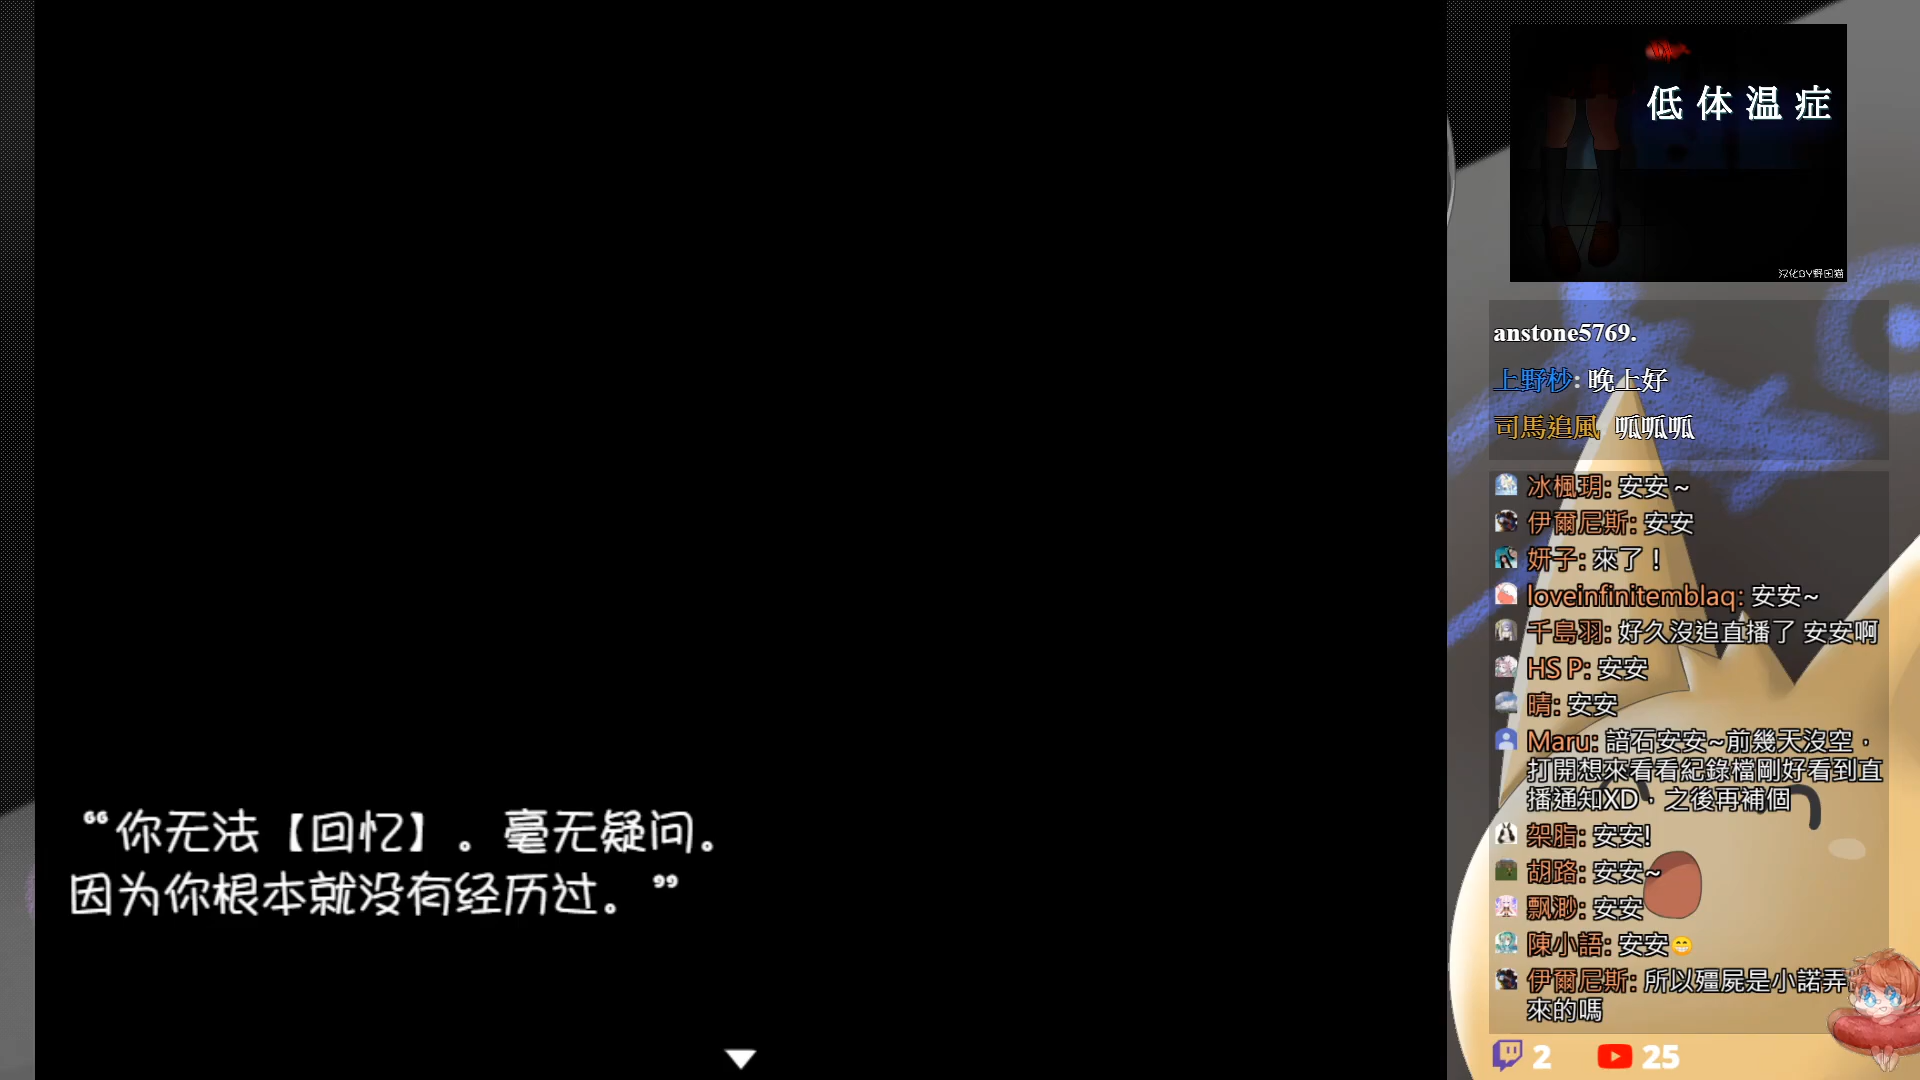 “你无法【回忆】。毫无疑问。
因为你根本就没有经历过。”
低体温症
汉化BY野田猫
anstone5769.
上野杪: 晚上好
司馬追風 呱呱呱
冰楓玥: 安安~
伊爾尼斯: 安安
妍子: 來了！
loveinfinitemblaq: 安安~
千島羽: 好久沒追直播了 安安啊
HS P: 安安
晴: 安安
Maru: 諳石安安~前幾天沒空，
打開想來看看紀錄檔剛好看到直
播通知XD，之後再補個
架脂: 安安!
胡路: 安安~
飘渺: 安安
陳小語: 安安😁
伊爾尼斯: 所以殭屍是小諾弄
來的嗎
2 25